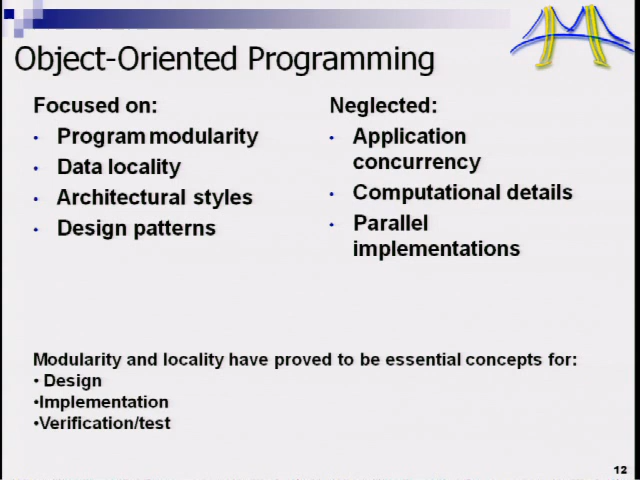 Object-Oriented Programming
Focused on:
• Program modularity
• Data locality
• Architectural styles
• Design patterns
Neglected:
• Application
concurrency
• Computational details
• Parallel
implementations
Modularity and locality have proved to be essential concepts for:
• Design
•Implementation
•Verification/test
12